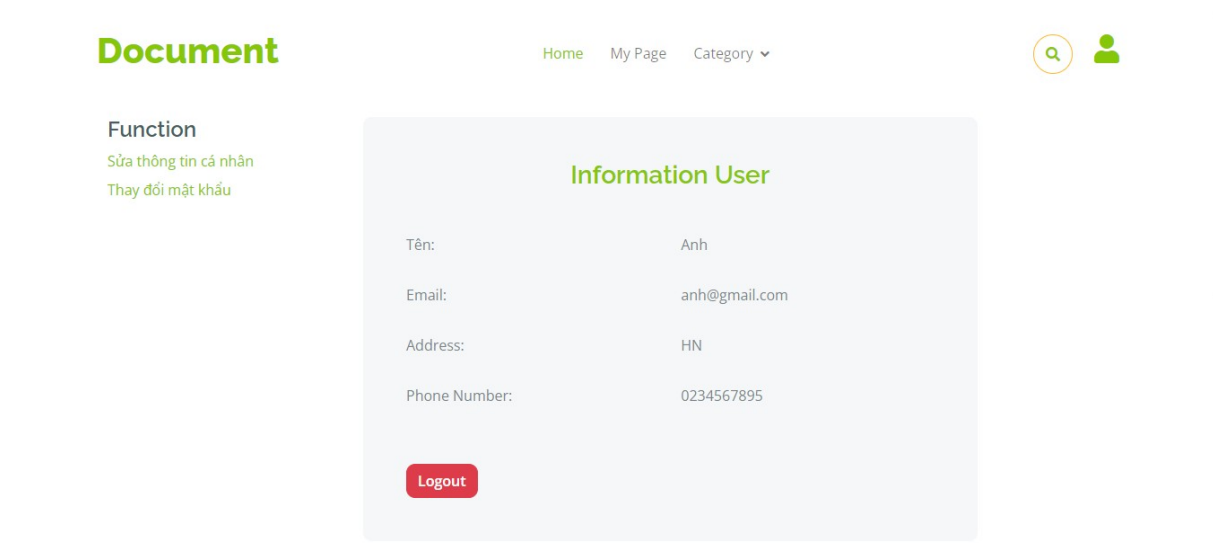 Document
Home My Page Category
Function
Sửa thông tin cá nhân
Thay đổi mật khẩu
Information User
Tên: Anh
Email: anh@gmail.com
Address: HN
Phone Number: 0234567895
Logout